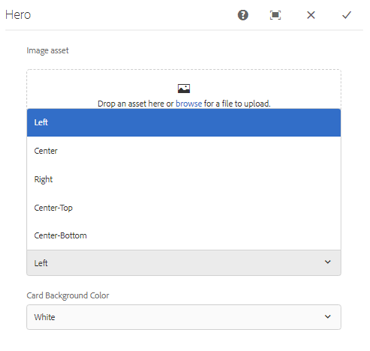 Hero
Image asset
Drop an asset here or browse for a file to upload.
Left
Center
Right
Center-Top
Center-Bottom
Left
Card Background Color
White